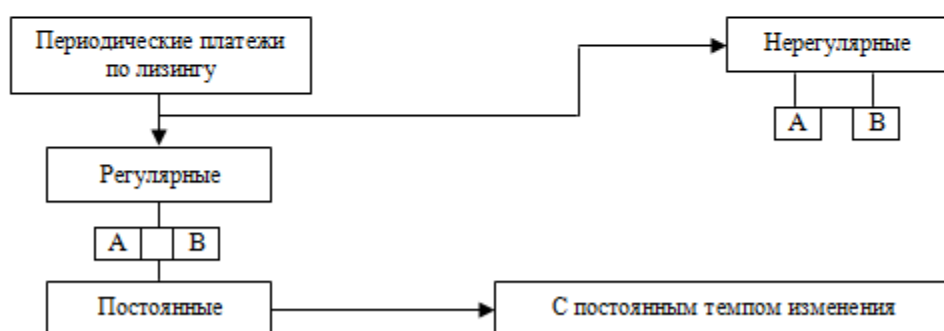 Периодические платежи
по лизингу
Нерегулярные
А В
Регулярные
А В
Постоянные
С постоянным темпом изменения